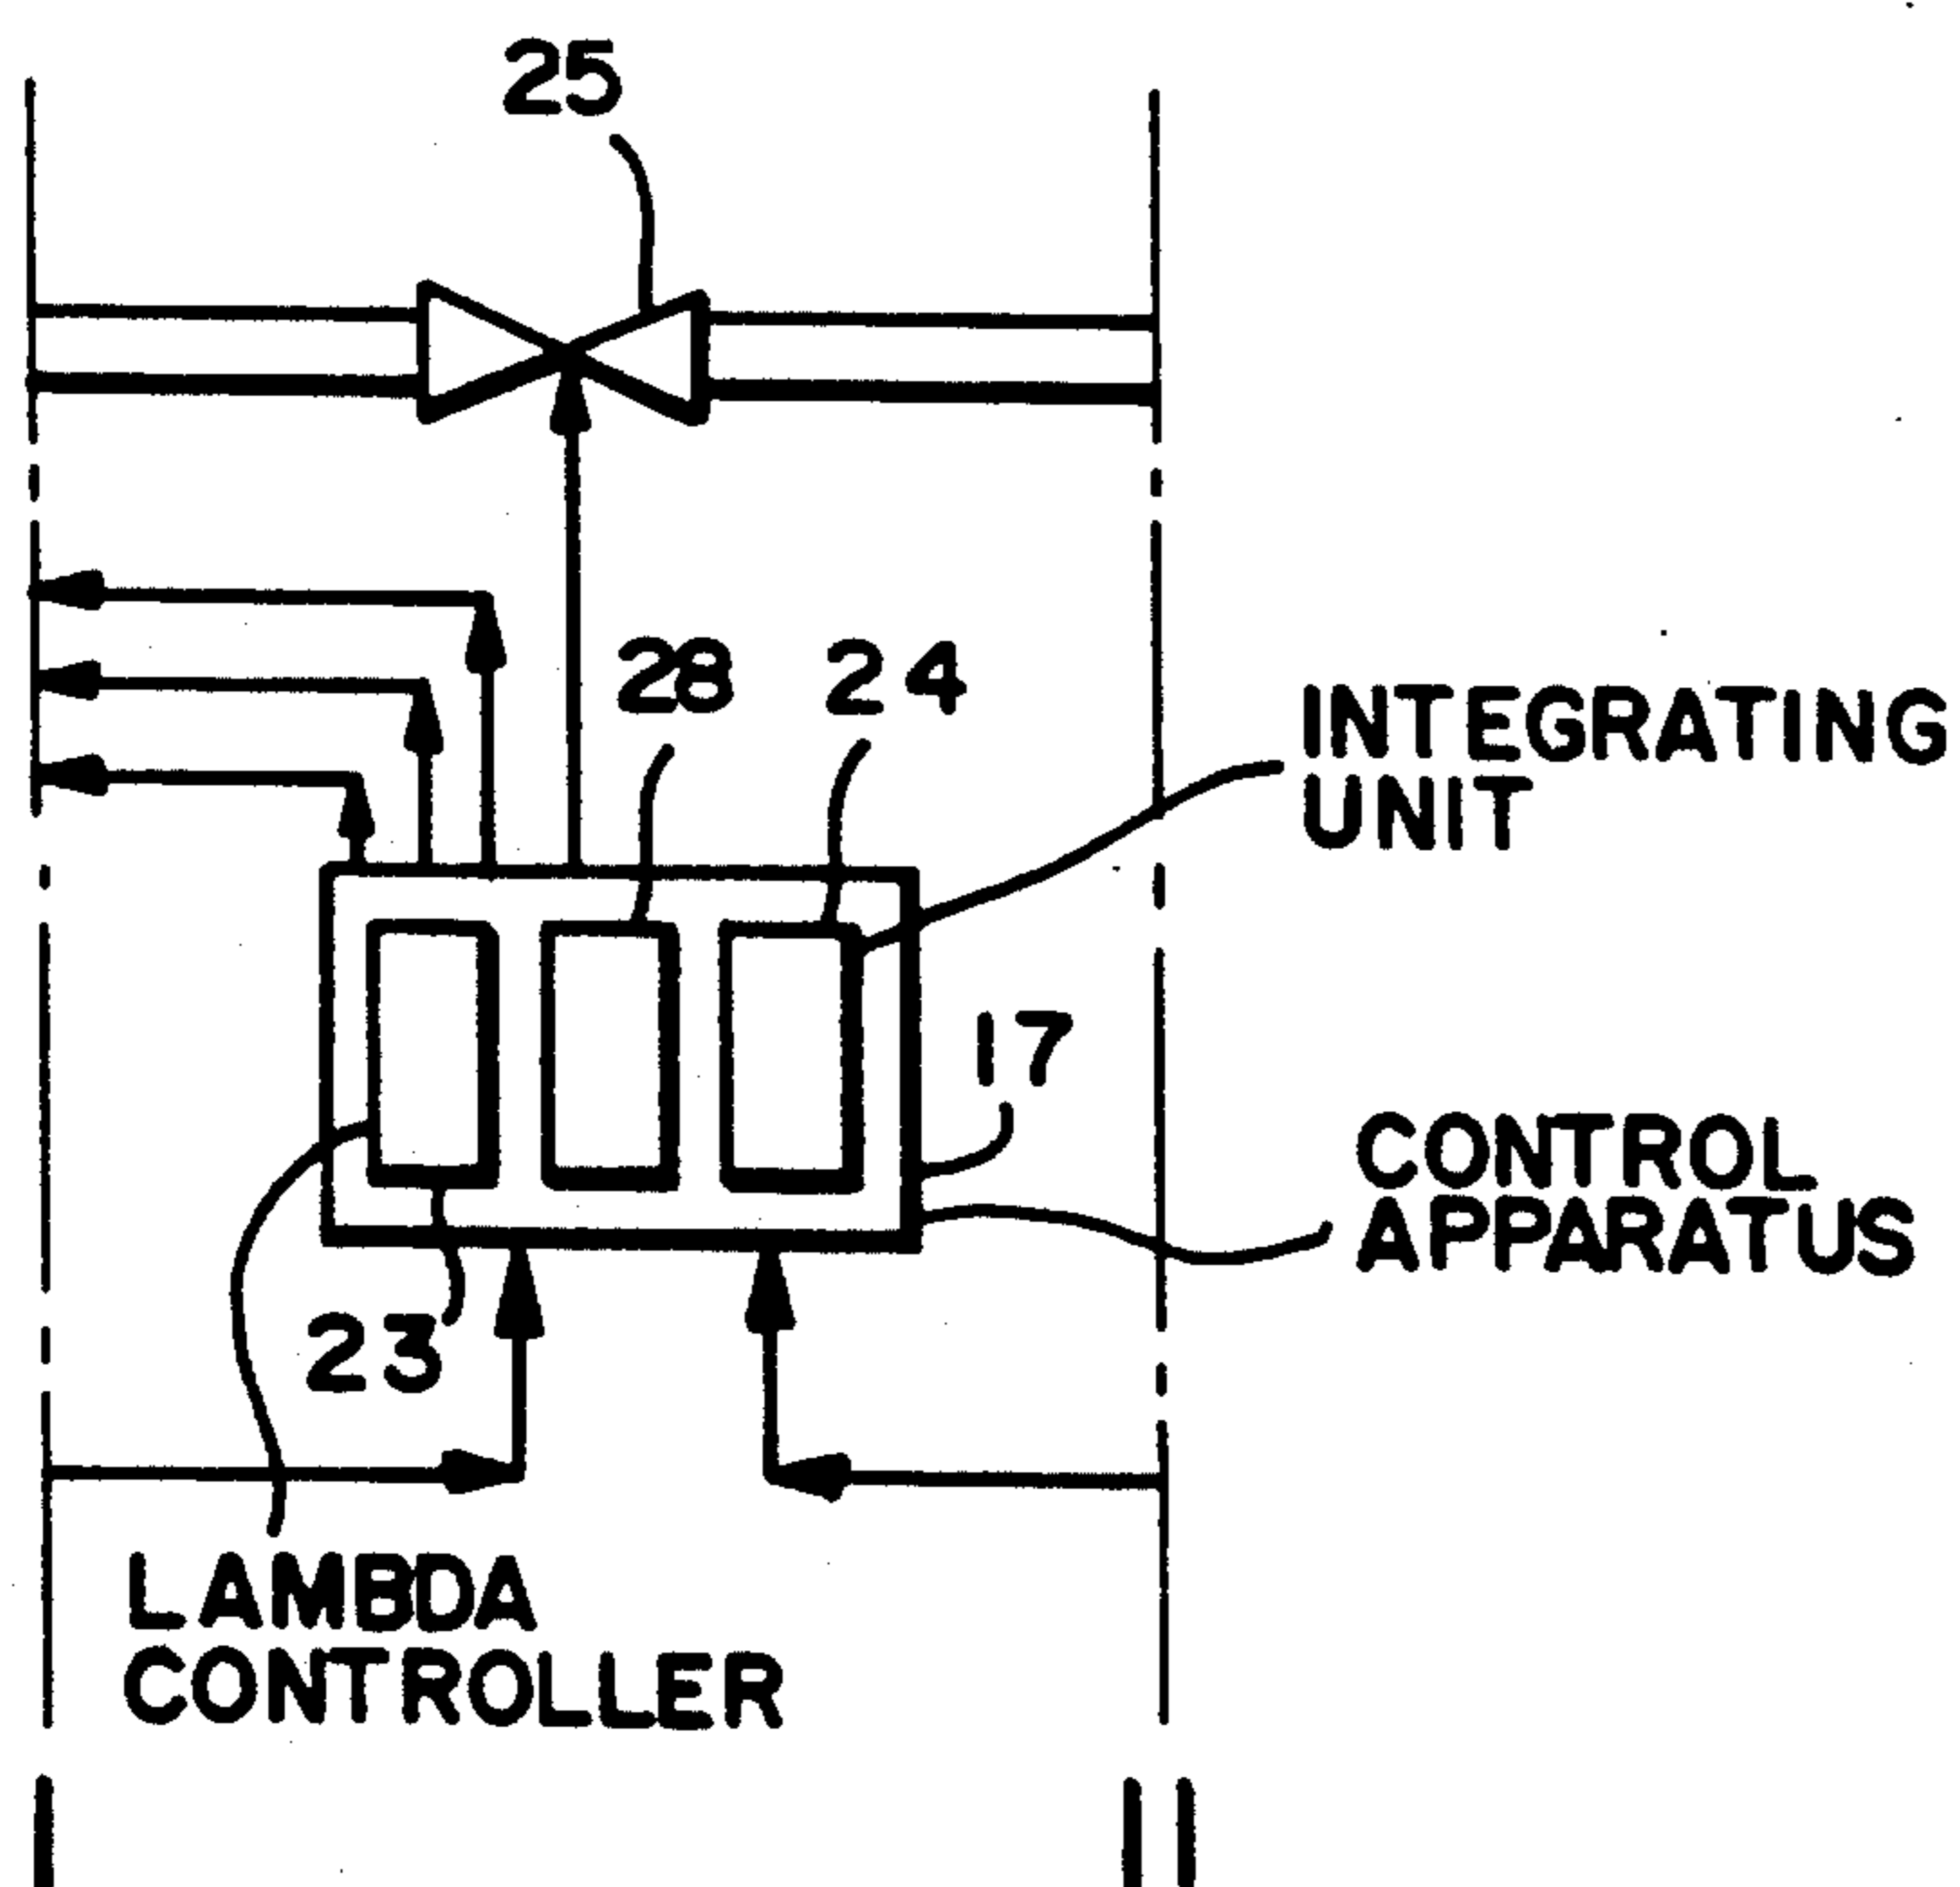 25
28
24
INTEGRATING
UNIT
17
CONTROL
APPARATUS
23
LAMBDA
CONTROLLER